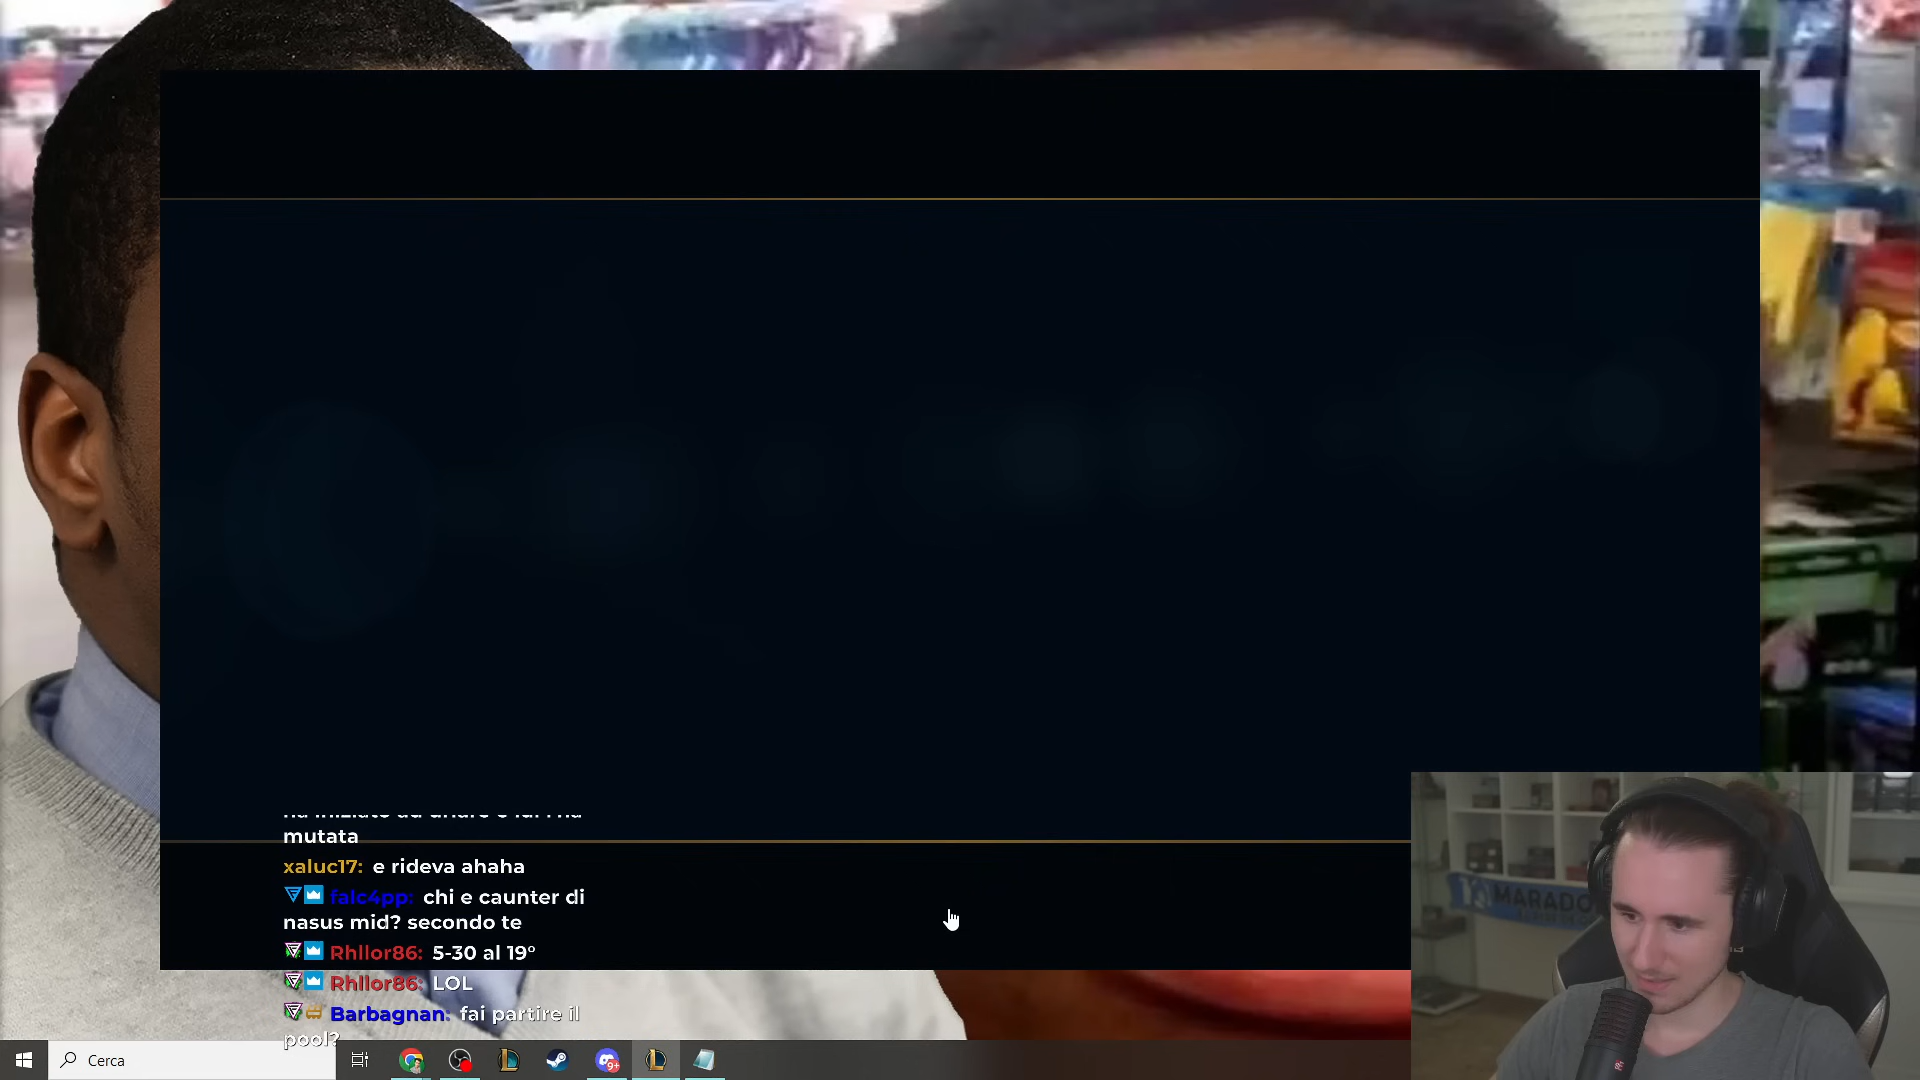 mutata
xaluc17: e rideva ahaha
falc4pp: chi e caunter di
nasus mid? secondo te
Rhllor86: 5-30 al 19°
Rhllor86: LOL
Barbagnan: fai partire il
pool?
MARADO
Cerca
9+